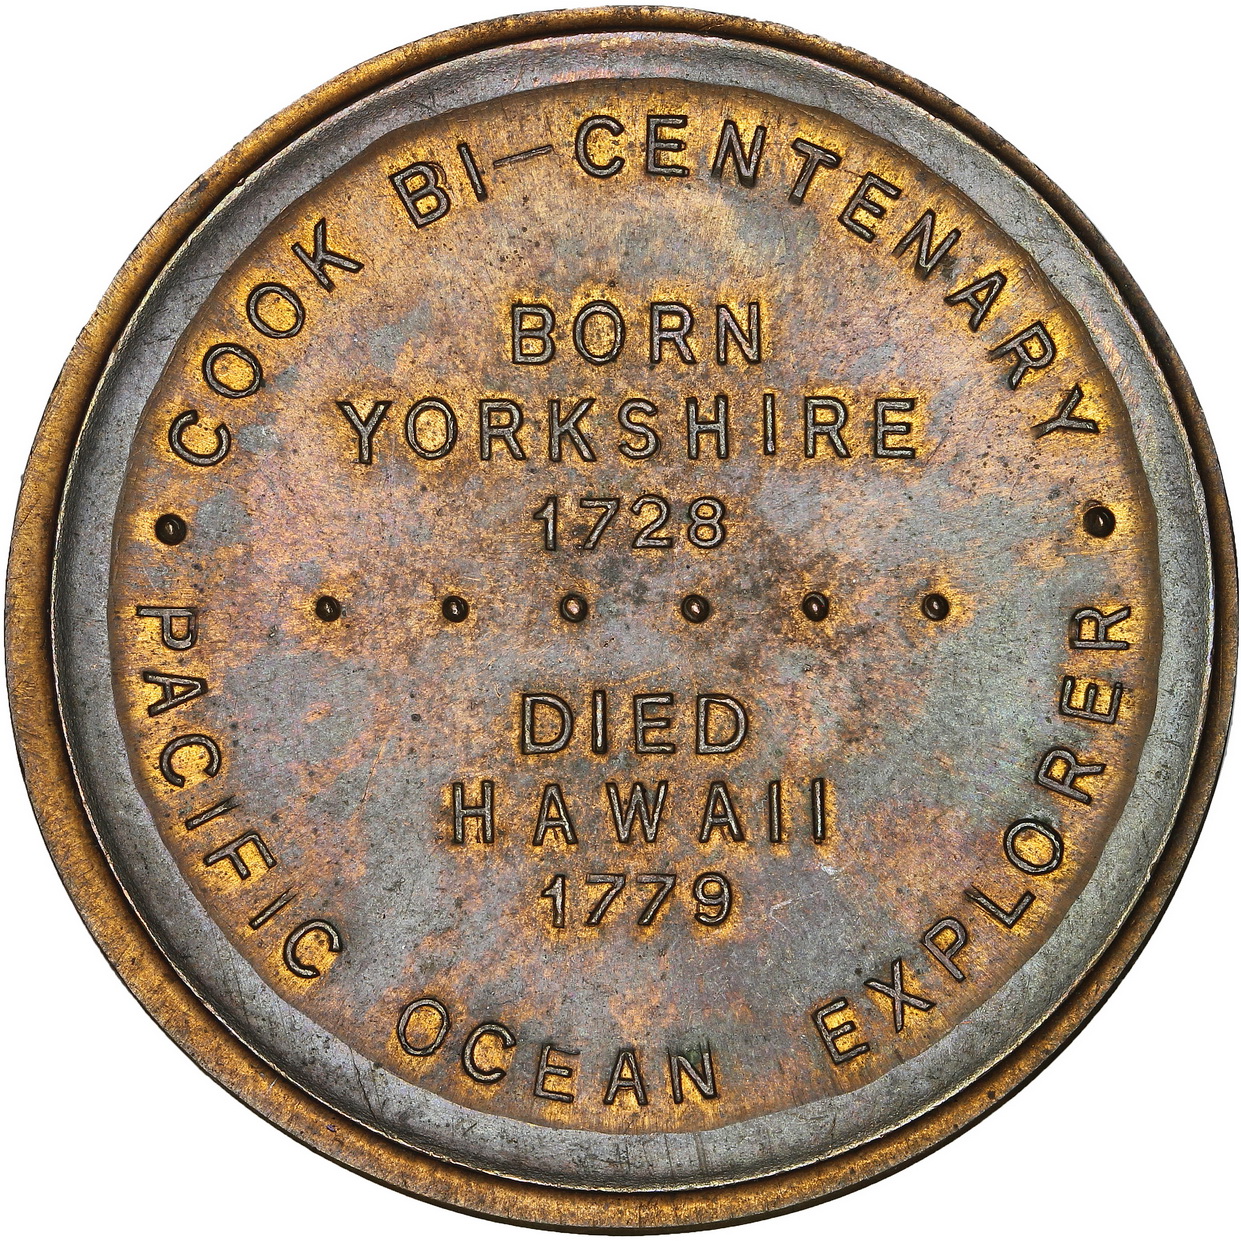 COOK BI-CENTENARY
BORN
YORKSHIRE
1728
DIED
HAWAII
1779
PACIFIC OCEAN EXPLORER